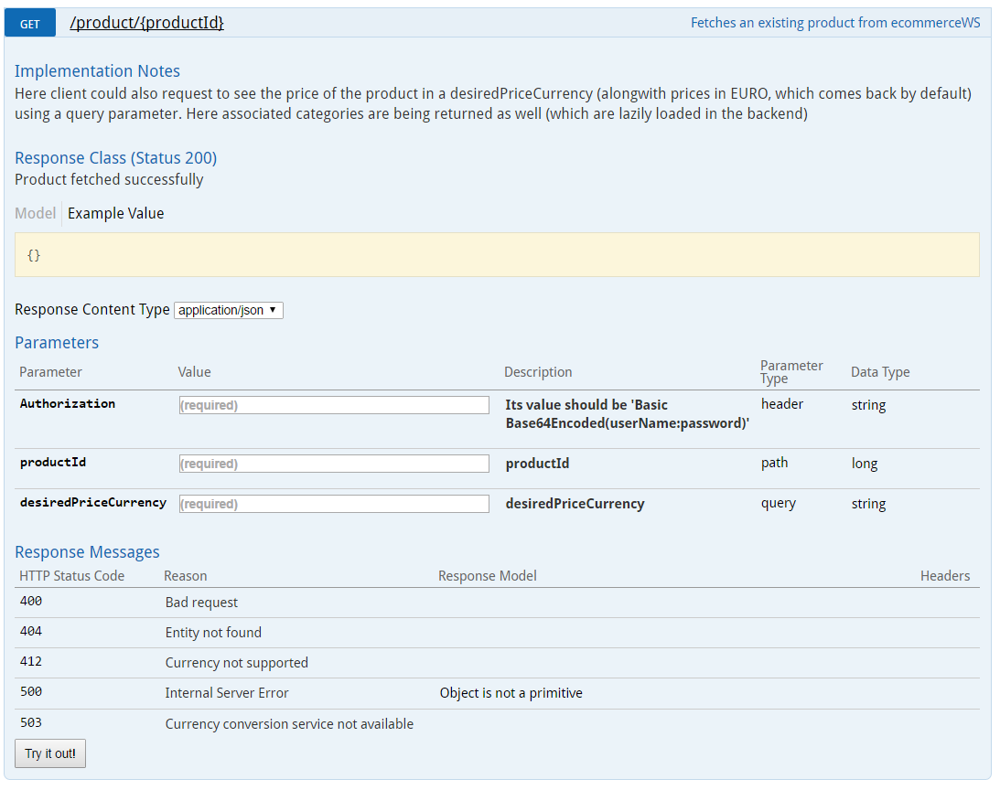 GET /product/{productId} Fetches an existing product from ecommerceWS
Implementation Notes
Here client could also request to see the price of the product in a desiredPriceCurrency (alongwith prices in EURO, which comes back by default)
using a query parameter. Here associated categories are being returned as well (which are lazily loaded in the backend)
Response Class (Status 200)
Product fetched successfully
Model Example Value
{}
Response Content Type application/json
Parameters
Parameter Value Description Parameter Type Data Type
Authorization (required) Its value should be 'Basic Base64Encoded(userName:password)' header string
productId (required) productId path long
desiredPriceCurrency (required) desiredPriceCurrency query string
Response Messages
HTTP Status Code Reason Response Model Headers
400 Bad request
404 Entity not found
412 Currency not supported
500 Internal Server Error Object is not a primitive
503 Currency conversion service not available
Try it out!